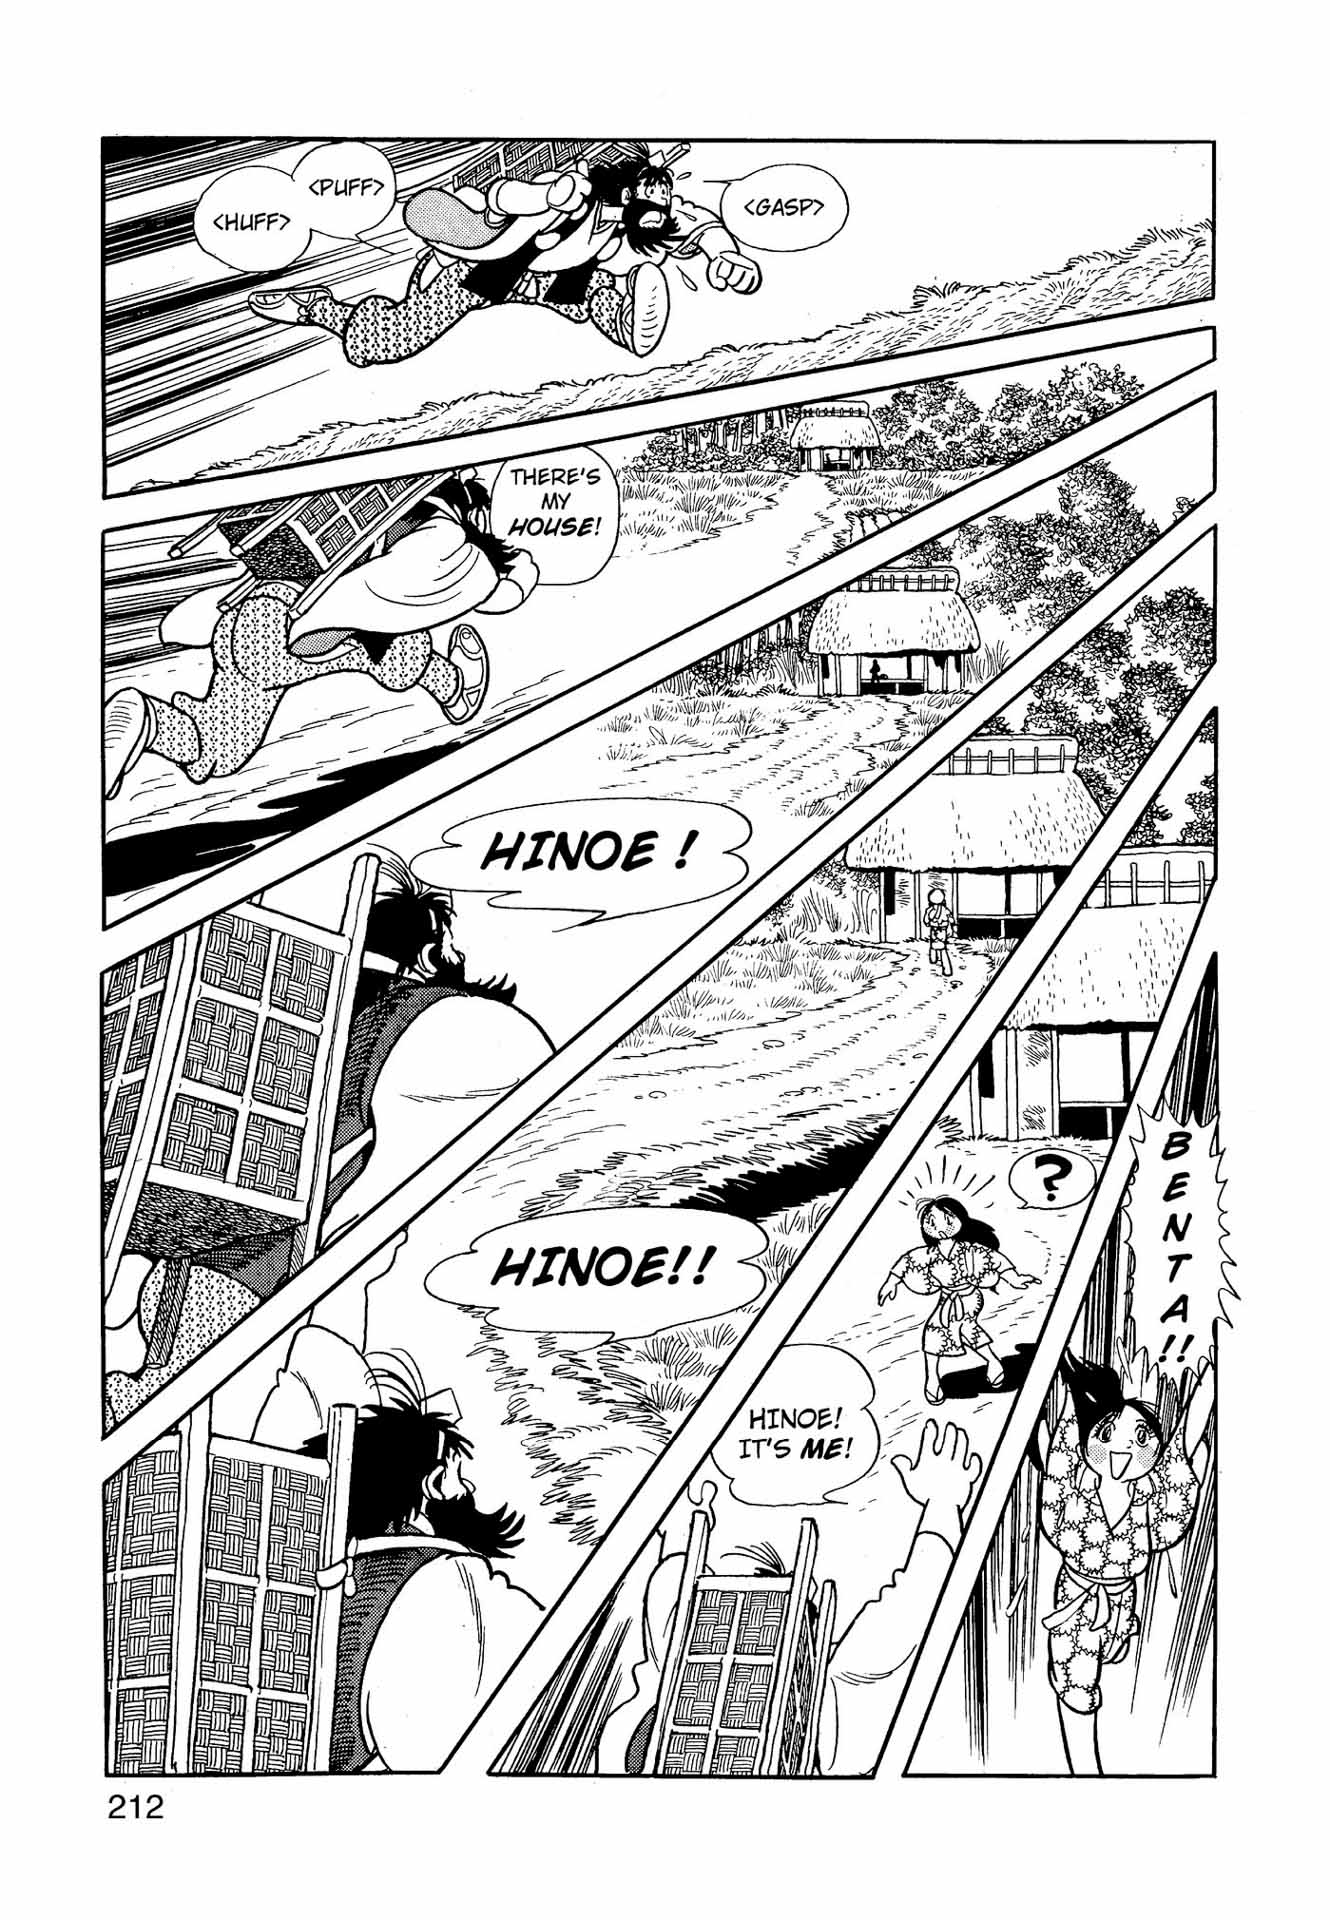 <HUFF>
<PUFF>
<GASP>
THERE'S
MY
HOUSE!
HINOE!
HINOE!!
HINOE!
IT'S ME!
?
BENTA!!
212